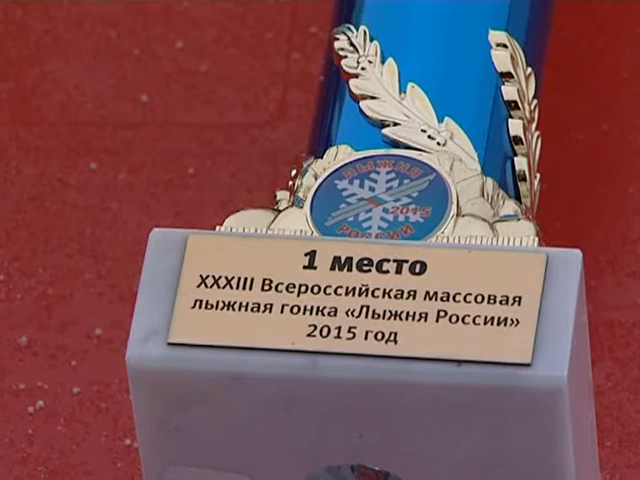 ЛЫЖНЯ
2015
РОССИИ
1 место
XXXIII Всероссийская массовая
лыжная гонка «Лыжня России»
2015 год